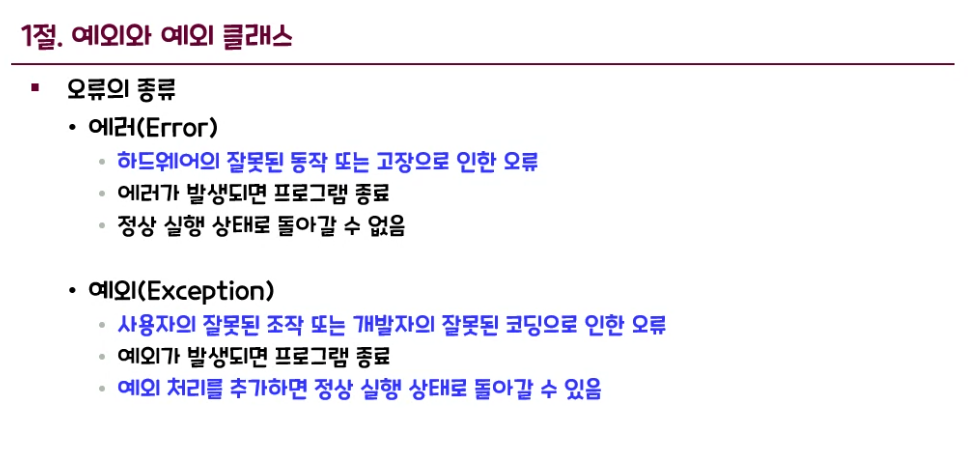 1절. 예외와 예외 클래스
▪ 오류의 종류
• 에러(Error)
• 하드웨어의 잘못된 동작 또는 고장으로 인한 오류
• 에러가 발생되면 프로그램 종료
• 정상 실행 상태로 돌아갈 수 없음
• 예외(Exception)
• 사용자의 잘못된 조작 또는 개발자의 잘못된 코딩으로 인한 오류
• 예외가 발생되면 프로그램 종료
• 예외 처리를 추가하면 정상 실행 상태로 돌아갈 수 있음